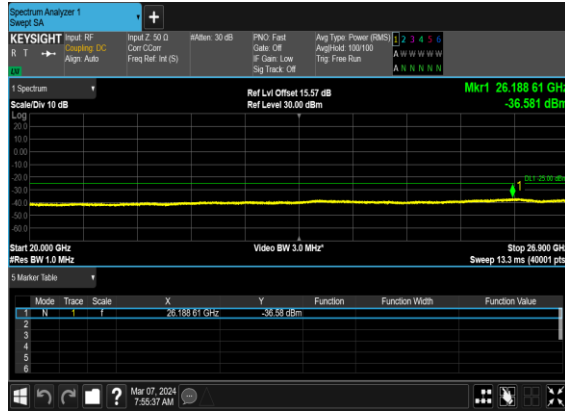 Spectrum Analyzer 1
Swept SA
+
KEYSIGHT Input: RF Input Z: 50 Ω #Atten: 30 dB PNO: Fast Avg Type: Power (RMS) 1 2 3 4 5 6
R T Coupling: DC Corr CCorr Gate: Off Avg|Hold: 100/100 A W W W W W
Align: Auto Freq Ref: Int (S) IF Gain: Low Trig: Free Run
Sig Track: Off A N N N N N
1 Spectrum
Ref Lvl Offset 15.57 dB Mkr1 26.188 61 GHz
Scale/Div 10 dB Ref Level 30.00 dBm -36.581 dBm
Log
20.0
10.0
0.00
-10.0
-20.0
DL1 -25.00 dBm
-30.0
1
-40.0
-50.0
-60.0
Start 20.000 GHz Video BW 3.0 MHz* Stop 26.900 GHz
#Res BW 1.0 MHz Sweep 13.3 ms (40001 pts)
5 Marker Table
Mode Trace Scale X Y Function Function Width Function Value
1 N 1 f 26.188 61 GHz -36.58 dBm
2
3
4
5
6
? Mar 07, 2024
7:55:37 AM